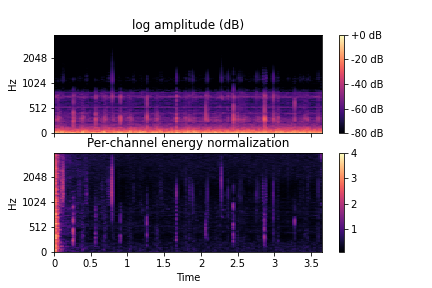 log amplitude (dB)
Hz
2048
1024
512
0
+0 dB
-20 dB
-40 dB
-60 dB
-80 dB
Per-channel energy normalization
Hz
2048
1024
512
0
4
3
2
1
0 0.5 1 1.5 2 2.5 3 3.5
Time